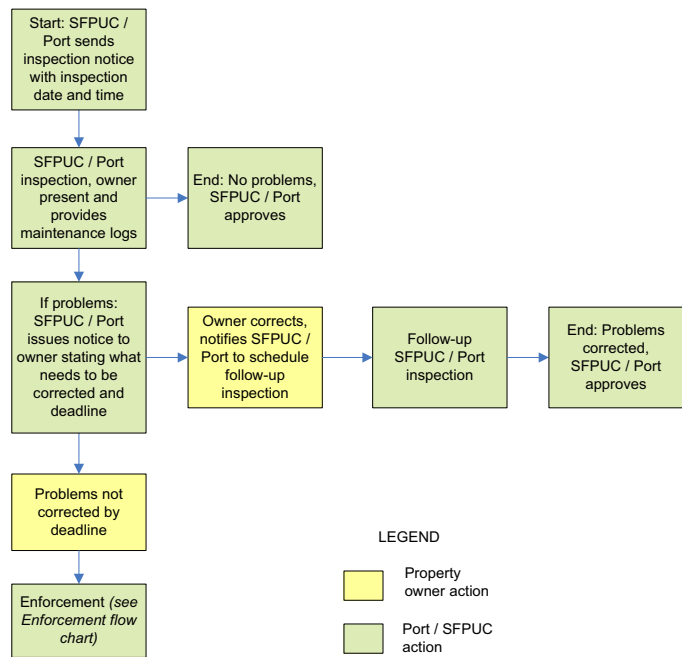 Start: SFPUC /
Port sends
inspection notice
with inspection
date and time
SFPUC / Port
inspection, owner
present and
provides
maintenance logs
End: No problems,
SFPUC / Port
approves
If problems:
SFPUC / Port
issues notice to
owner stating what
needs to be
corrected and
deadline
Owner corrects,
notifies SFPUC /
Port to schedule
follow-up
inspection
Follow-up
SFPUC / Port
inspection
End: Problems
corrected,
SFPUC / Port
approves
Problems not
corrected by
deadline
Enforcement (see
Enforcement flow
chart)
LEGEND
Property
owner action
Port / SFPUC
action